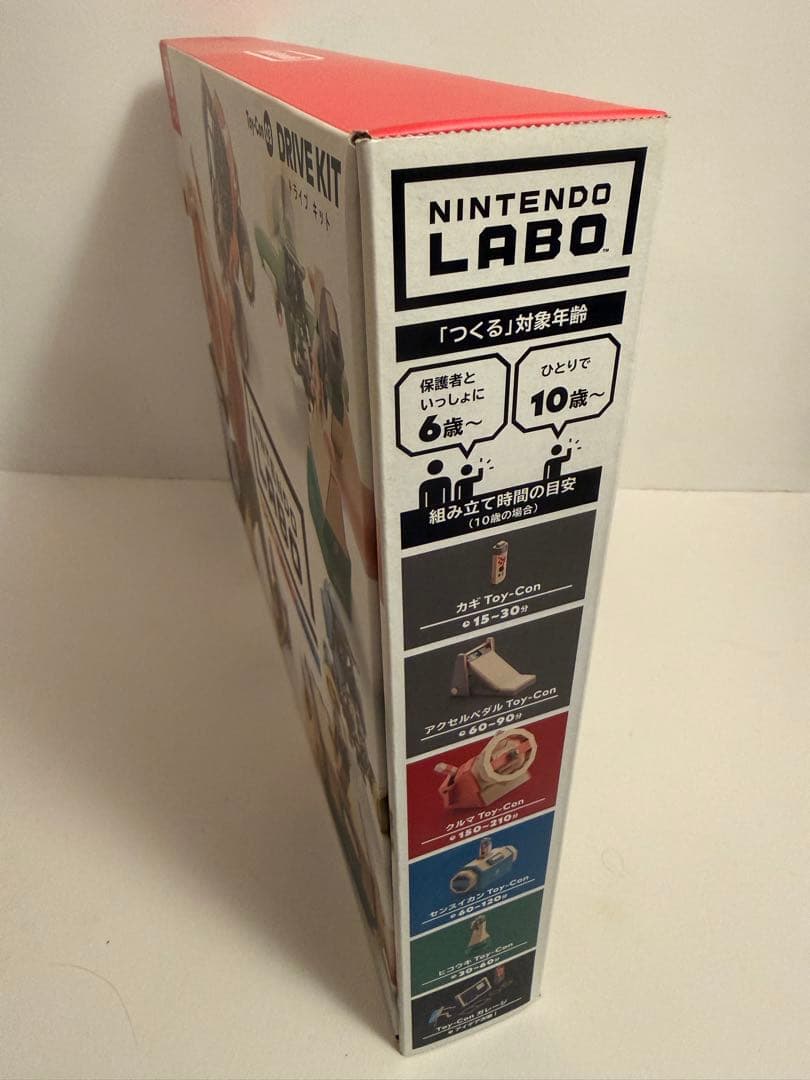 Toy-Con 03 DRIVE KIT
ドライブ キット
NINTENDO
LABO™
「つくる」対象年齢
保護者と
いっしょに
6歳～
ひとりで
10歳～
組み立て時間の目安
(10歳の場合)
カギ Toy-Con
15~30分
アクセルペダル Toy-Con
60~90分
クルマ Toy-Con
150~210分
センスイカン Toy-Con
60~120分
ヒコウキ Toy-Con
30~60分
Toy-Con ガレージ